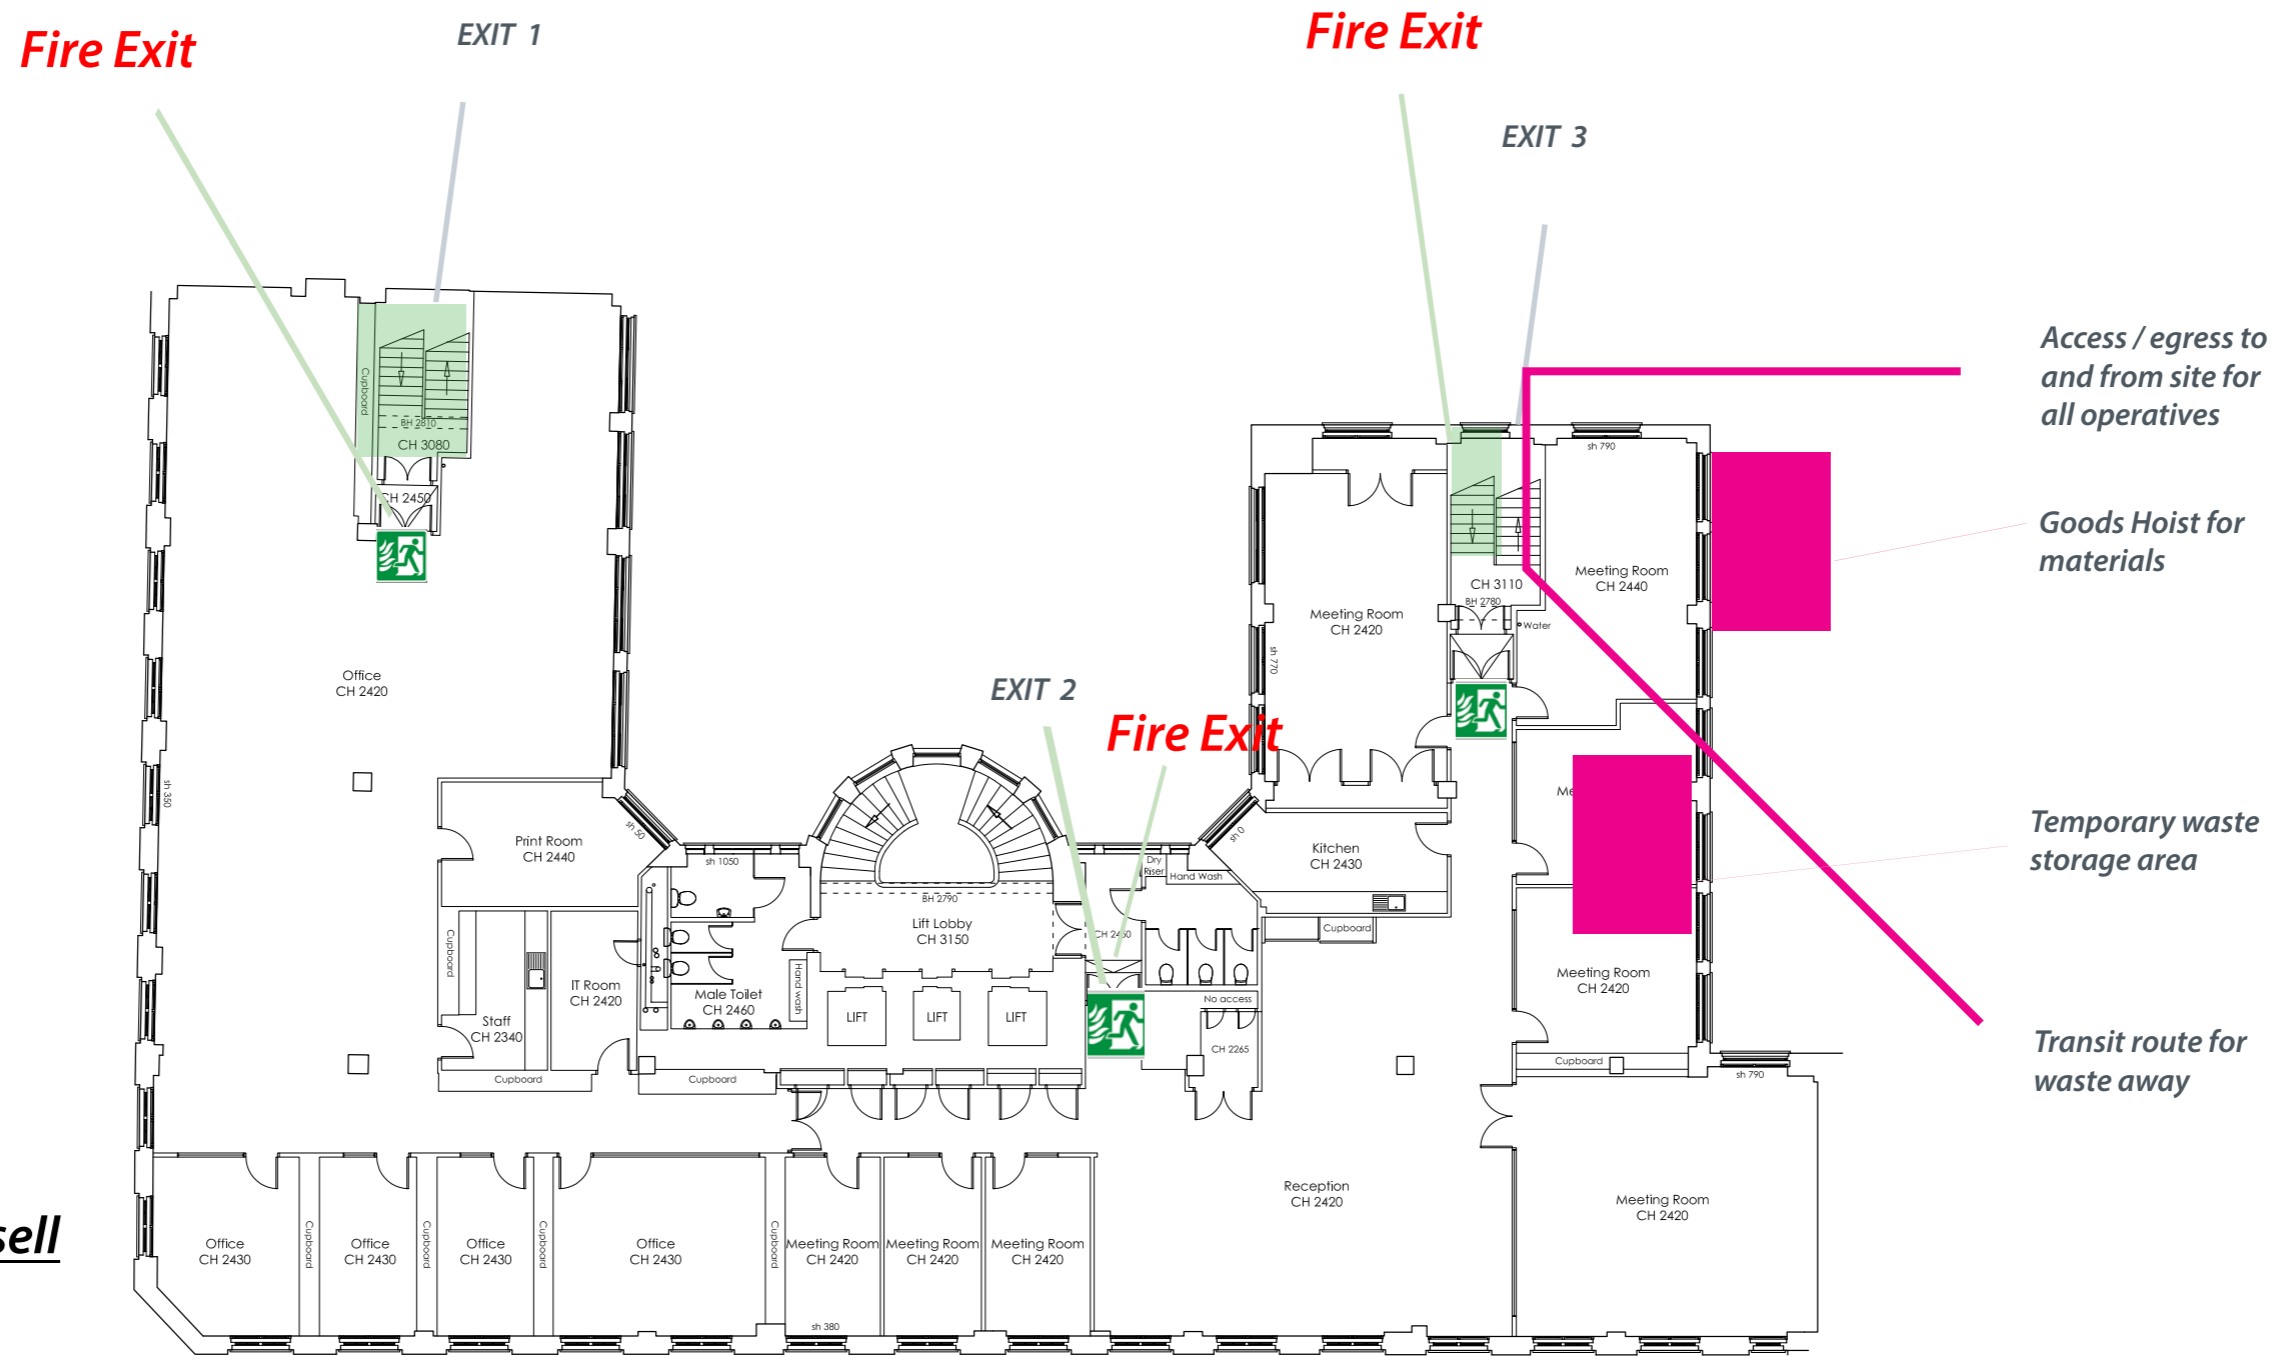 Fire Exit
EXIT 1
Fire Exit
EXIT 3
Access / egress to
and from site for
all operatives
Goods Hoist for
materials
Temporary waste
storage area
Transit route for
waste away
EXIT 2
Fire Exit
Cupboard
BH 2810
CH 3080
CH 2450
Office
CH 2420
sh 350
sh 50
Print Room
CH 2440
Cupboard
Staff
CH 2340
IT Room
CH 2420
Cupboard
sh 1050
Male Toilet
CH 2460
Hand wash
Cupboard
BH 2790
Lift Lobby
CH 3150
LIFT
LIFT
LIFT
Dry
Riser
Hand Wash
CH 2450
No access
CH 2265
sh 0
Kitchen
CH 2430
Cupboard
sh 770
Meeting Room
CH 2420
CH 3110
BH 2780
Water
sh 790
Meeting Room
CH 2440
Me
Meeting Room
CH 2420
Cupboard
sh 790
Meeting Room
CH 2420
Reception
CH 2420
Office
CH 2430
Cupboard
Office
CH 2430
Cupboard
Office
CH 2430
Cupboard
Office
CH 2430
Cupboard
Meeting Room
CH 2420
Meeting Room
CH 2420
Meeting Room
CH 2420
sh 380
sell